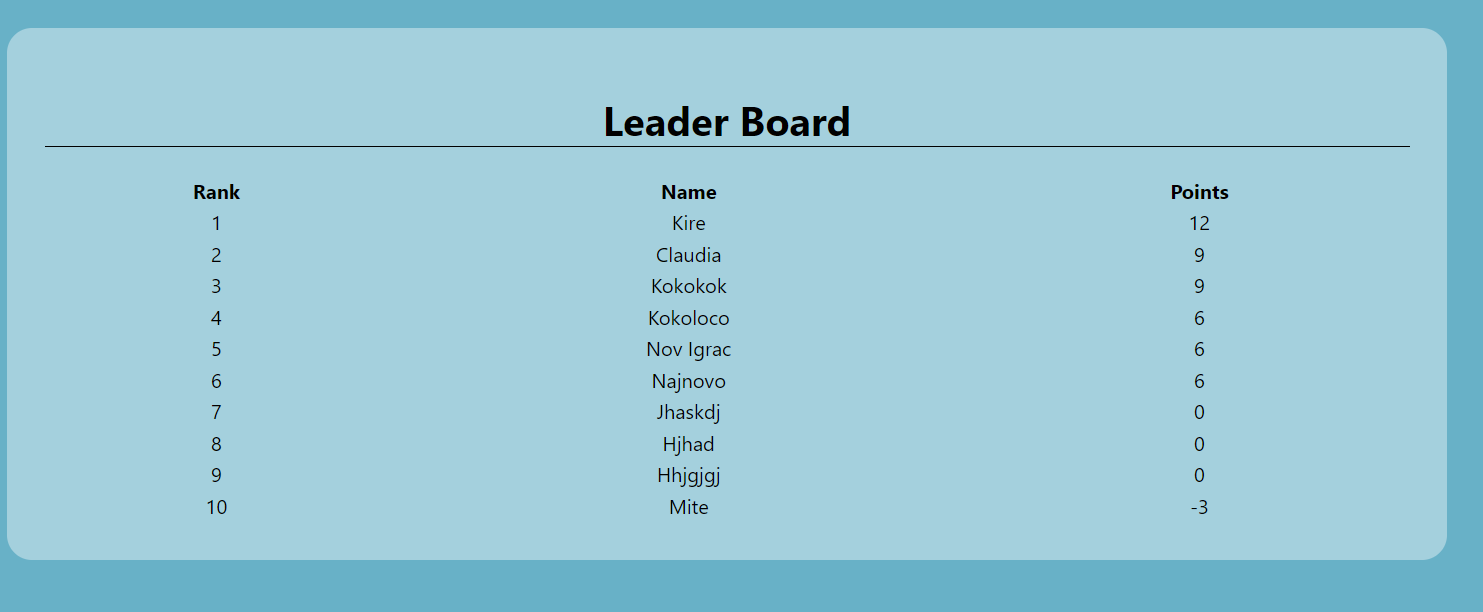 Leader Board
Rank Name Points
1 Kire 12
2 Claudia 9
3 Kokokok 9
4 Kokoloco 6
5 Nov Igrac 6
6 Najnovo 6
7 Jhaskdj 0
8 Hjhad 0
9 Hhjgjgj 0
10 Mite -3